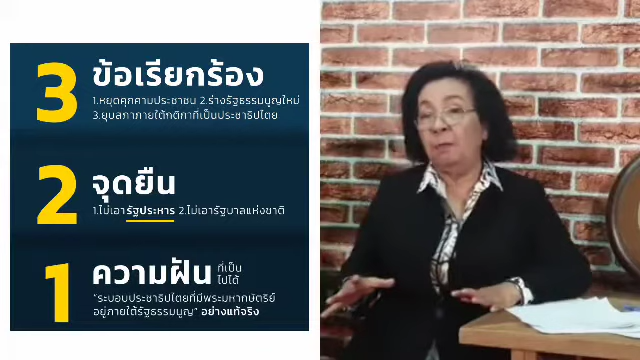 3 ข้อเรียกร้อง
1.หยุดคุกคามประชาชน 2.ร่างรัฐธรรมนูญใหม่
3.ยุบสภาภายใต้กติกาที่เป็นประชาธิปไตย
2 จุดยืน
1.ไม่เอารัฐประหาร 2.ไม่เอารัฐบาลแห่งชาติ
1 ความฝัน ที่เป็นไปได้
"ระบอบประชาธิปไตยที่มีพระมหากษัตริย์
อยู่ภายใต้รัฐธรรมนูญ" อย่างแท้จริง